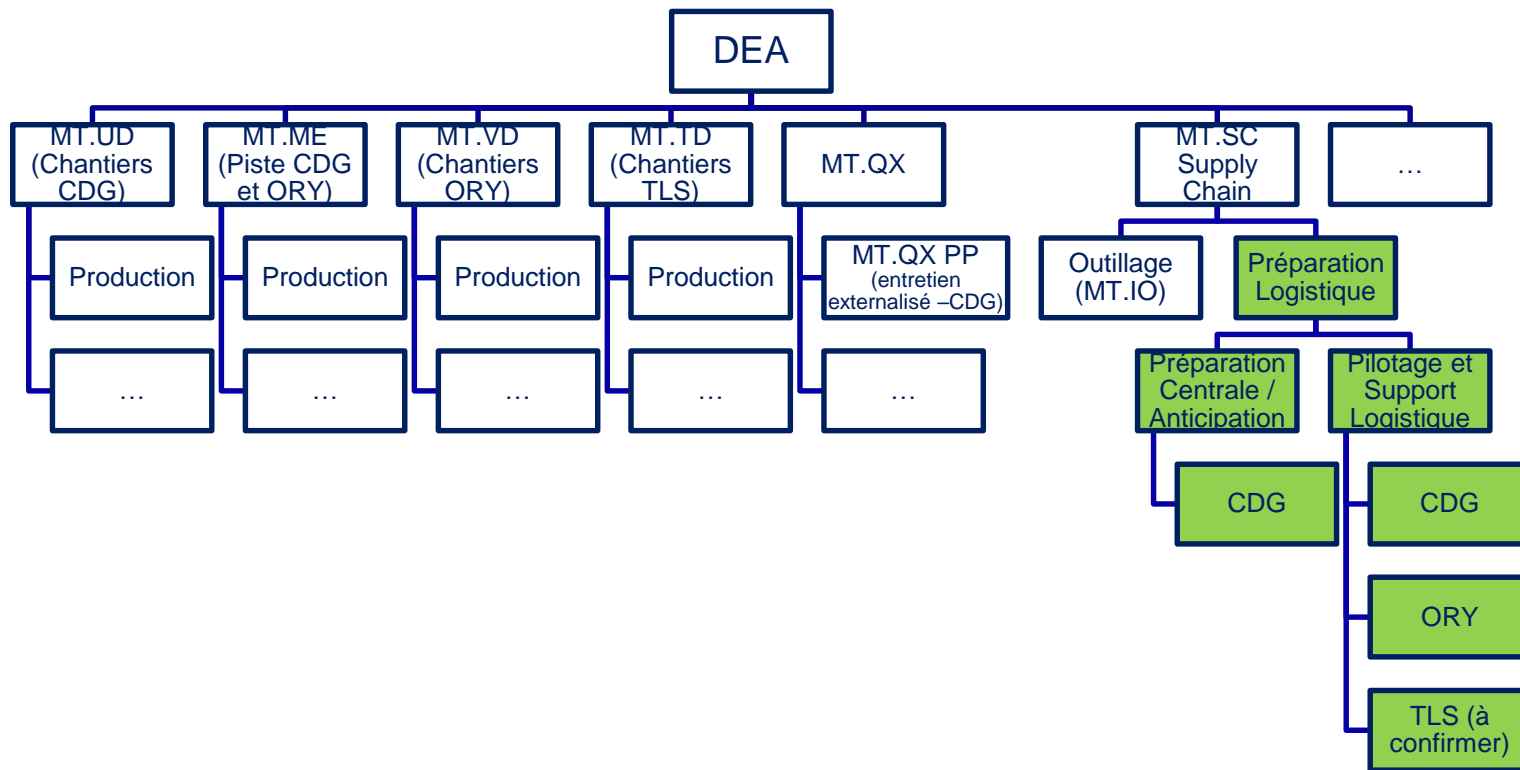 DEA
MT.UD
(Chantiers
CDG)
MT.ME
(Piste CDG
et ORY)
MT.VD
(Chantiers
ORY)
MT.TD
(Chantiers
TLS)
MT.QX
MT.SC
Supply
Chain
…
Production
Production
Production
Production
MT.QX PP
(entretien
externalisé –CDG)
Outillage
(MT.IO)
Préparation
Logistique
…
…
…
…
…
Préparation
Centrale /
Anticipation
Pilotage et
Support
Logistique
CDG
CDG
ORY
TLS (à
confirmer)